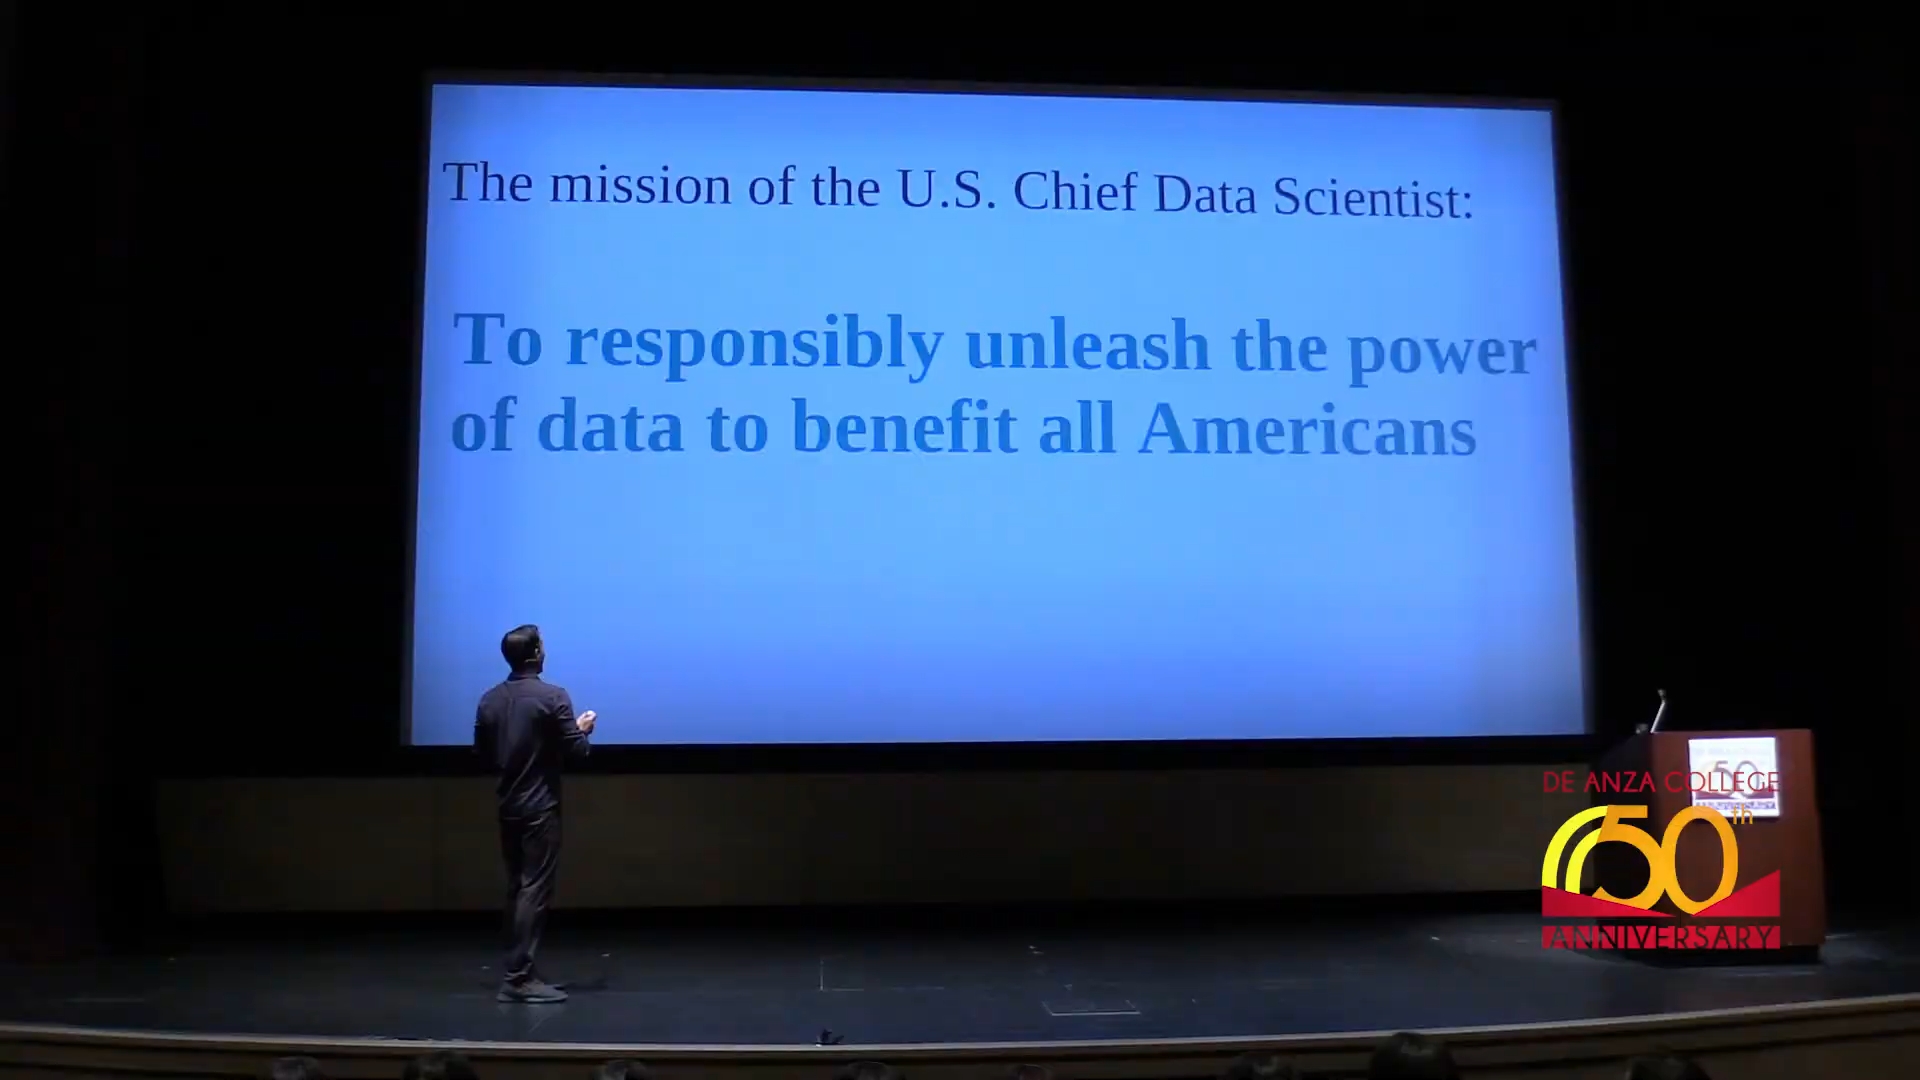 The mission of the U.S. Chief Data Scientist:
To responsibly unleash the power
of data to benefit all Americans
DE ANZA COLLEGE
50th
ANNIVERSARY
50